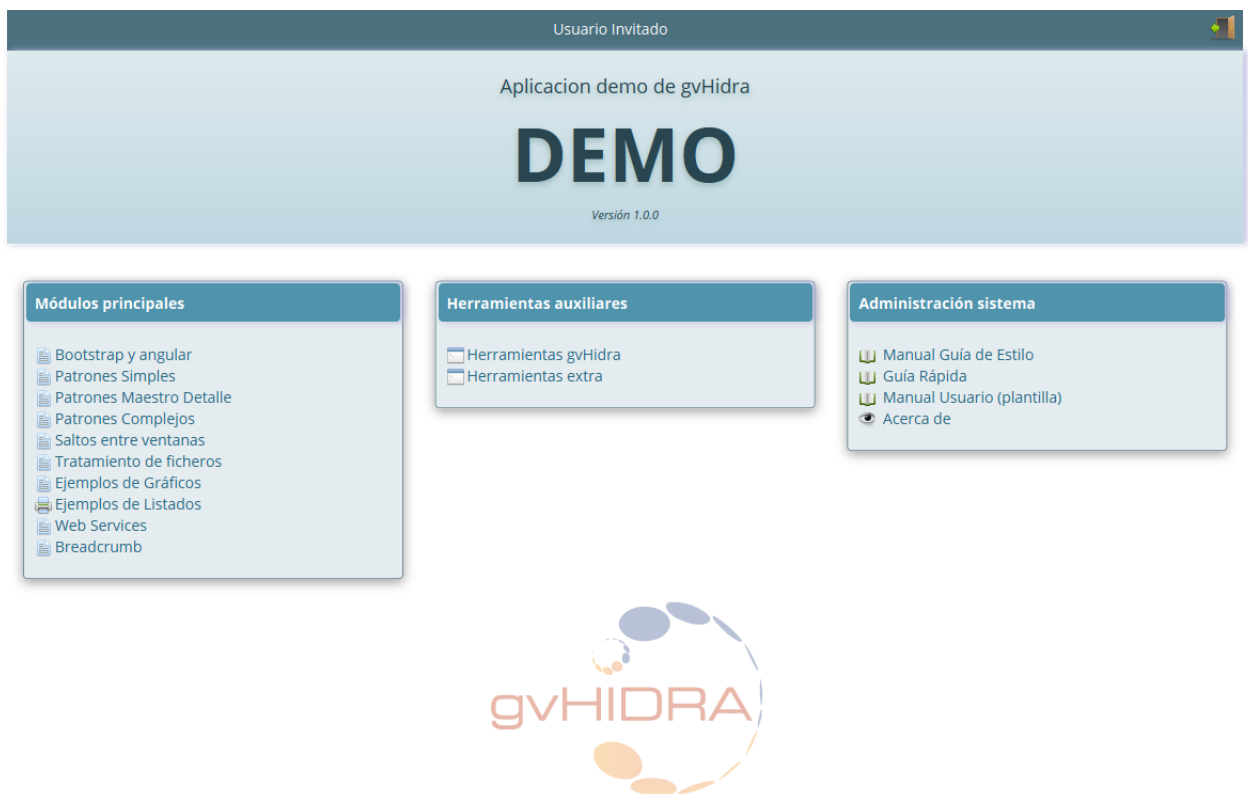 Usuario Invitado
Aplicacion demo de gvHidra
DEMO
Versión 1.0.0
Módulos principales
Bootstrap y angular
Patrones Simples
Patrones Maestro Detalle
Patrones Complejos
Saltos entre ventanas
Tratamiento de ficheros
Ejemplos de Gráficos
Ejemplos de Listados
Web Services
Breadcrumb
Herramientas auxiliares
Herramientas gvHidra
Herramientas extra
Administración sistema
Manual Guía de Estilo
Guía Rápida
Manual Usuario (plantilla)
Acerca de
gvHIDRA